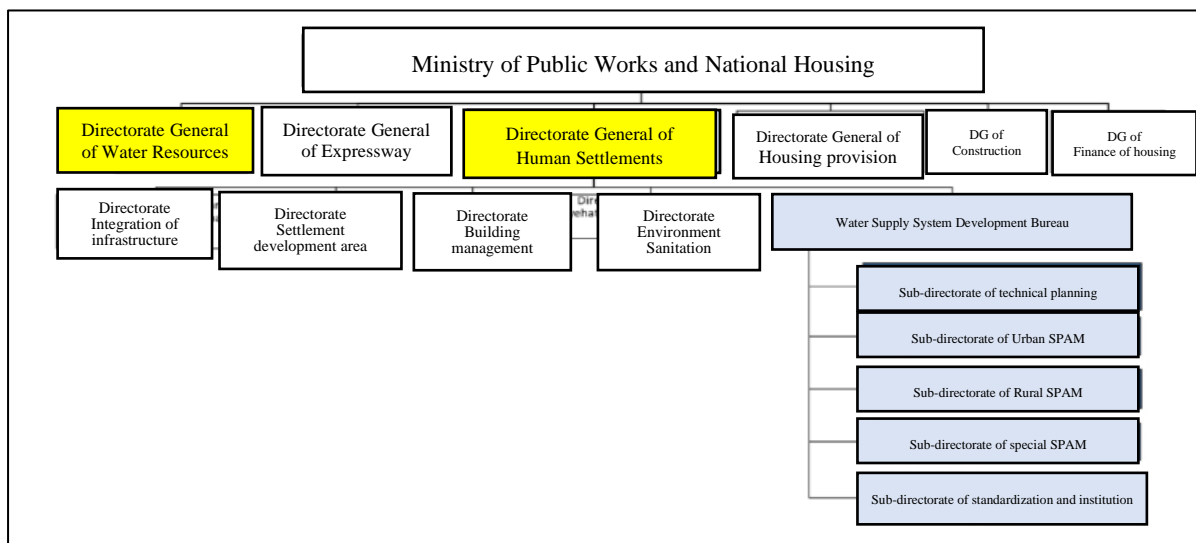 Ministry of Public Works and National Housing
Directorate General
of Water Resources
Directorate General
of Expressway
Directorate General of
Human Settlements
Directorate General of
Housing provision
DG of
Construction
DG of
Finance of housing
Directorate
Integration of
infrastructure
Directorate
Settlement
development area
Directorate
Building
management
Directorate
Environment
Sanitation
Water Supply System Development Bureau
Sub-directorate of technical planning
Sub-directorate of Urban SPAM
Sub-directorate of Rural SPAM
Sub-directorate of special SPAM
Sub-directorate of standardization and institution